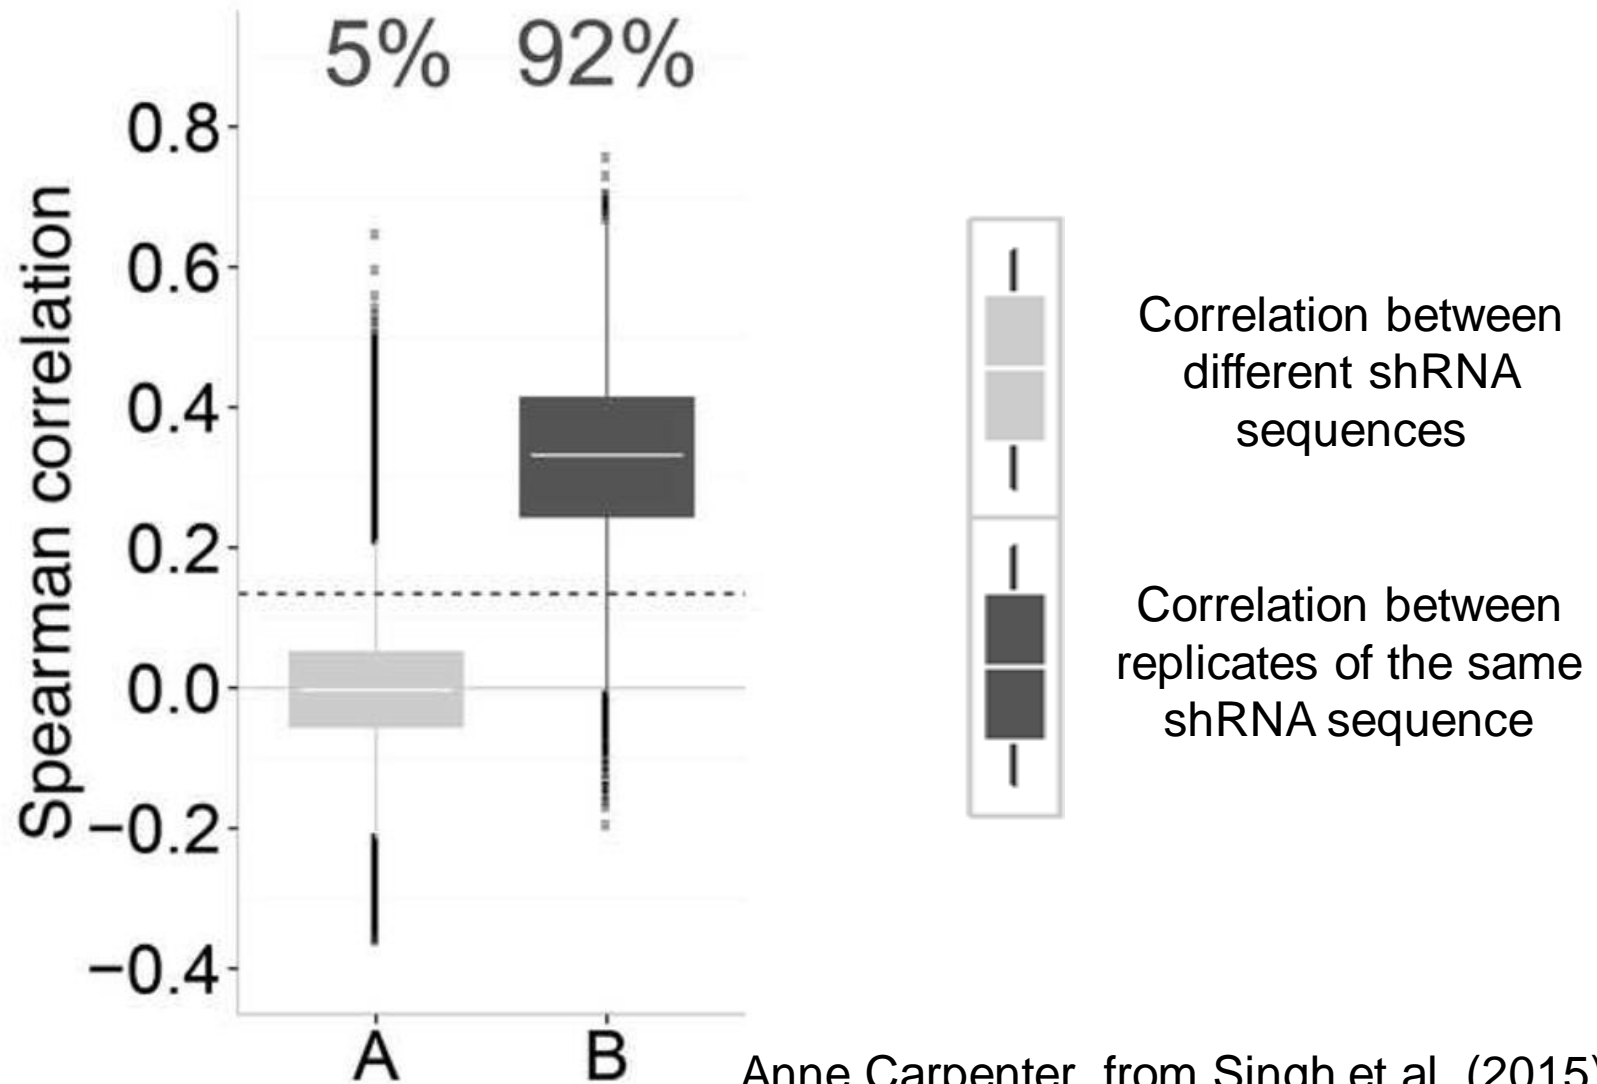 5% 92%
0.8
0.6
0.4
0.2
0.0
−0.2
−0.4
Spearman correlation
A B
Correlation between
different shRNA
sequences
Correlation between
replicates of the same
shRNA sequence
Anne Carpenter, from Singh et al. (2015)